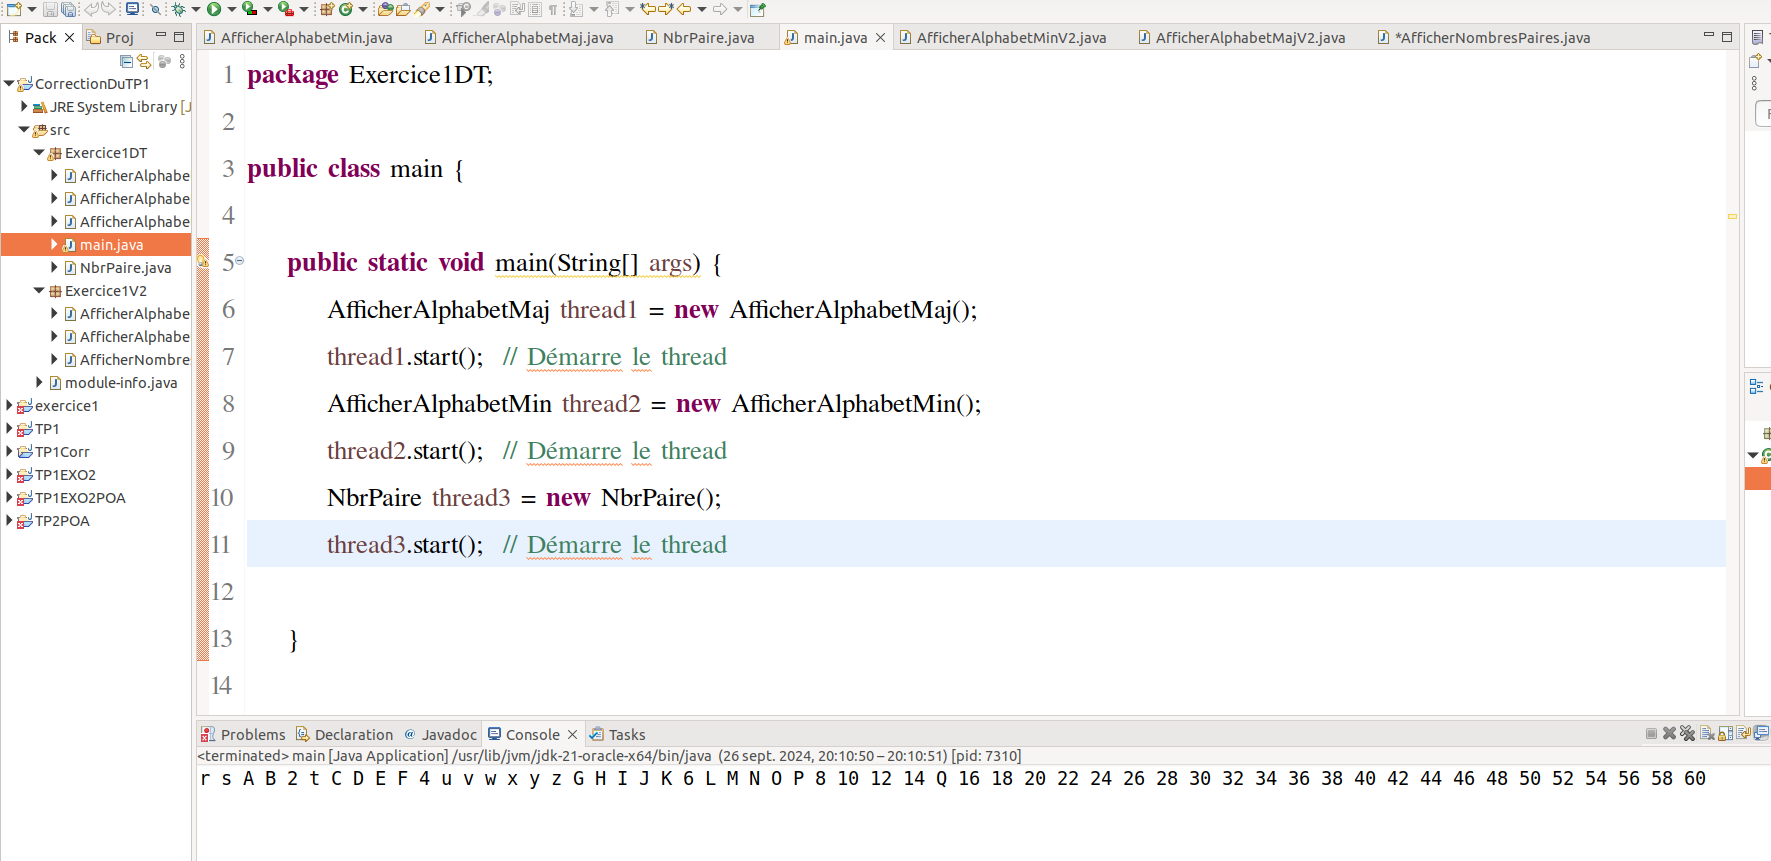 Pack
Proj
AfficherAlphabetMin.java
AfficherAlphabetMaj.java
NbrPaire.java
main.java
AfficherAlphabetMinV2.java
AfficherAlphabetMajV2.java
*AfficherNombresPaires.java
CorrectionDuTP1
JRE System Library [J
src
Exercice1DT
AfficherAlphabe
AfficherAlphabe
AfficherAlphabe
main.java
NbrPaire.java
Exercice1V2
AfficherAlphabe
AfficherAlphabe
AfficherNombre
module-info.java
exercice1
TP1
TP1Corr
TP1EXO2
TP1EXO2POA
TP2POA
1 package Exercice1DT;
2
3 public class main {
4
5 public static void main(String[] args) {
6 AfficherAlphabetMaj thread1 = new AfficherAlphabetMaj();
7 thread1.start(); // Démarre le thread
8 AfficherAlphabetMin thread2 = new AfficherAlphabetMin();
9 thread2.start(); // Démarre le thread
10 NbrPaire thread3 = new NbrPaire();
11 thread3.start(); // Démarre le thread
12
13 }
14
Problems Declaration @ Javadoc Console Tasks
<terminated> main [Java Application] /usr/lib/jvm/jdk-21-oracle-x64/bin/java (26 sept. 2024, 20:10:50 – 20:10:51) [pid: 7310]
r s A B 2 t C D E F 4 u v w x y z G H I J K 6 L M N O P 8 10 12 14 Q 16 18 20 22 24 26 28 30 32 34 36 38 40 42 44 46 48 50 52 54 56 58 60